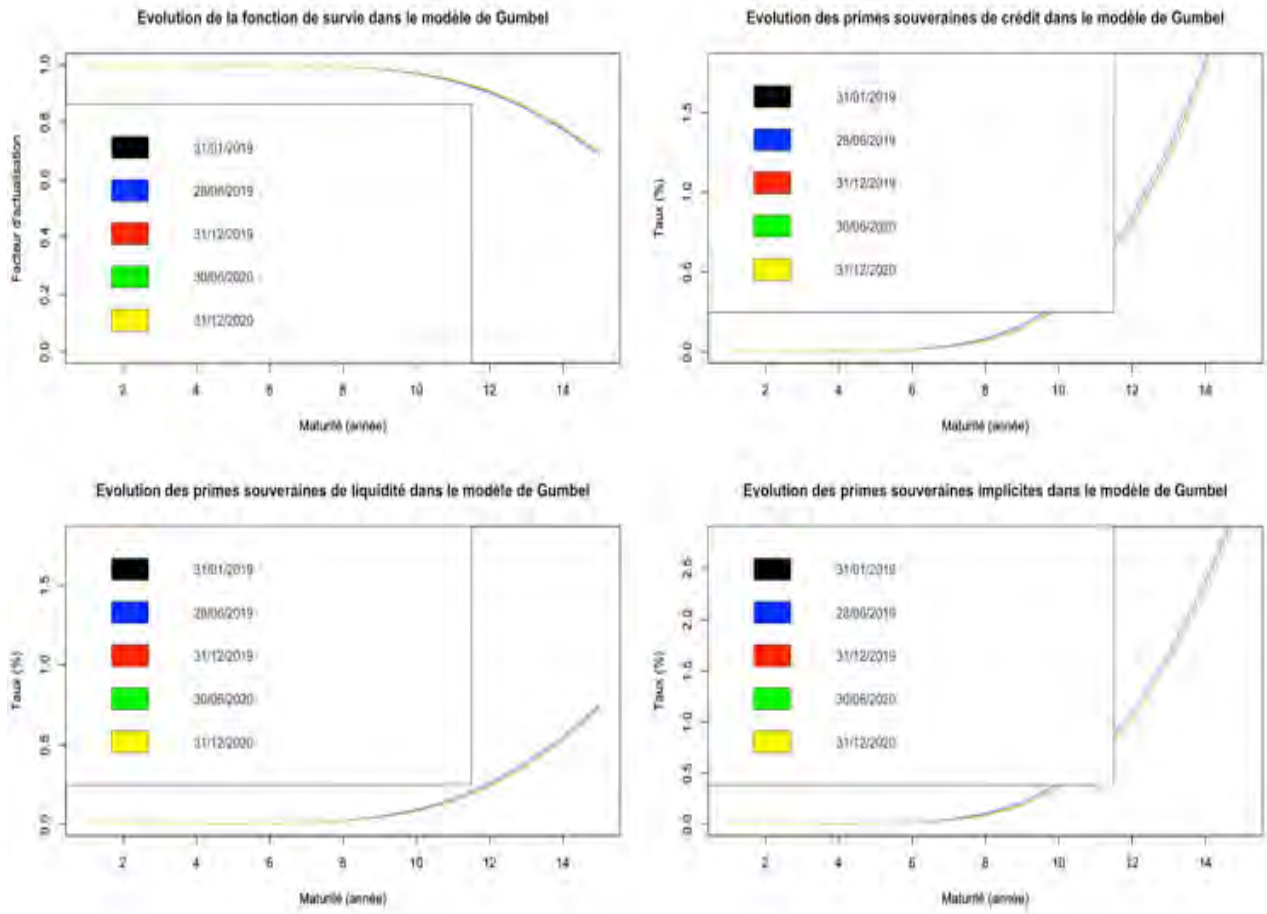 Evolution de la fonction de survie dans le modèle de Gumbel
Facteur d'actualisation
1.0
0.8
0.6
0.4
0.2
0.0
31/01/2019
28/06/2019
31/12/2019
30/06/2020
31/12/2020
2 4 6 8 10 12 14
Maturité (année)
Evolution des primes souveraines de crédit dans le modèle de Gumbel
Taux (%)
1.5
1.0
0.5
0.0
31/01/2019
28/06/2019
31/12/2019
30/06/2020
31/12/2020
2 4 6 8 10 12 14
Maturité (année)
Evolution des primes souveraines de liquidité dans le modèle de Gumbel
Taux (%)
1.5
1.0
0.5
0.0
31/01/2019
28/06/2019
31/12/2019
30/06/2020
31/12/2020
2 4 6 8 10 12 14
Maturité (année)
Evolution des primes souveraines implicites dans le modèle de Gumbel
Taux (%)
2.5
2.0
1.5
1.0
0.5
0.0
31/01/2019
28/06/2019
31/12/2019
30/06/2020
31/12/2020
2 4 6 8 10 12 14
Maturité (année)